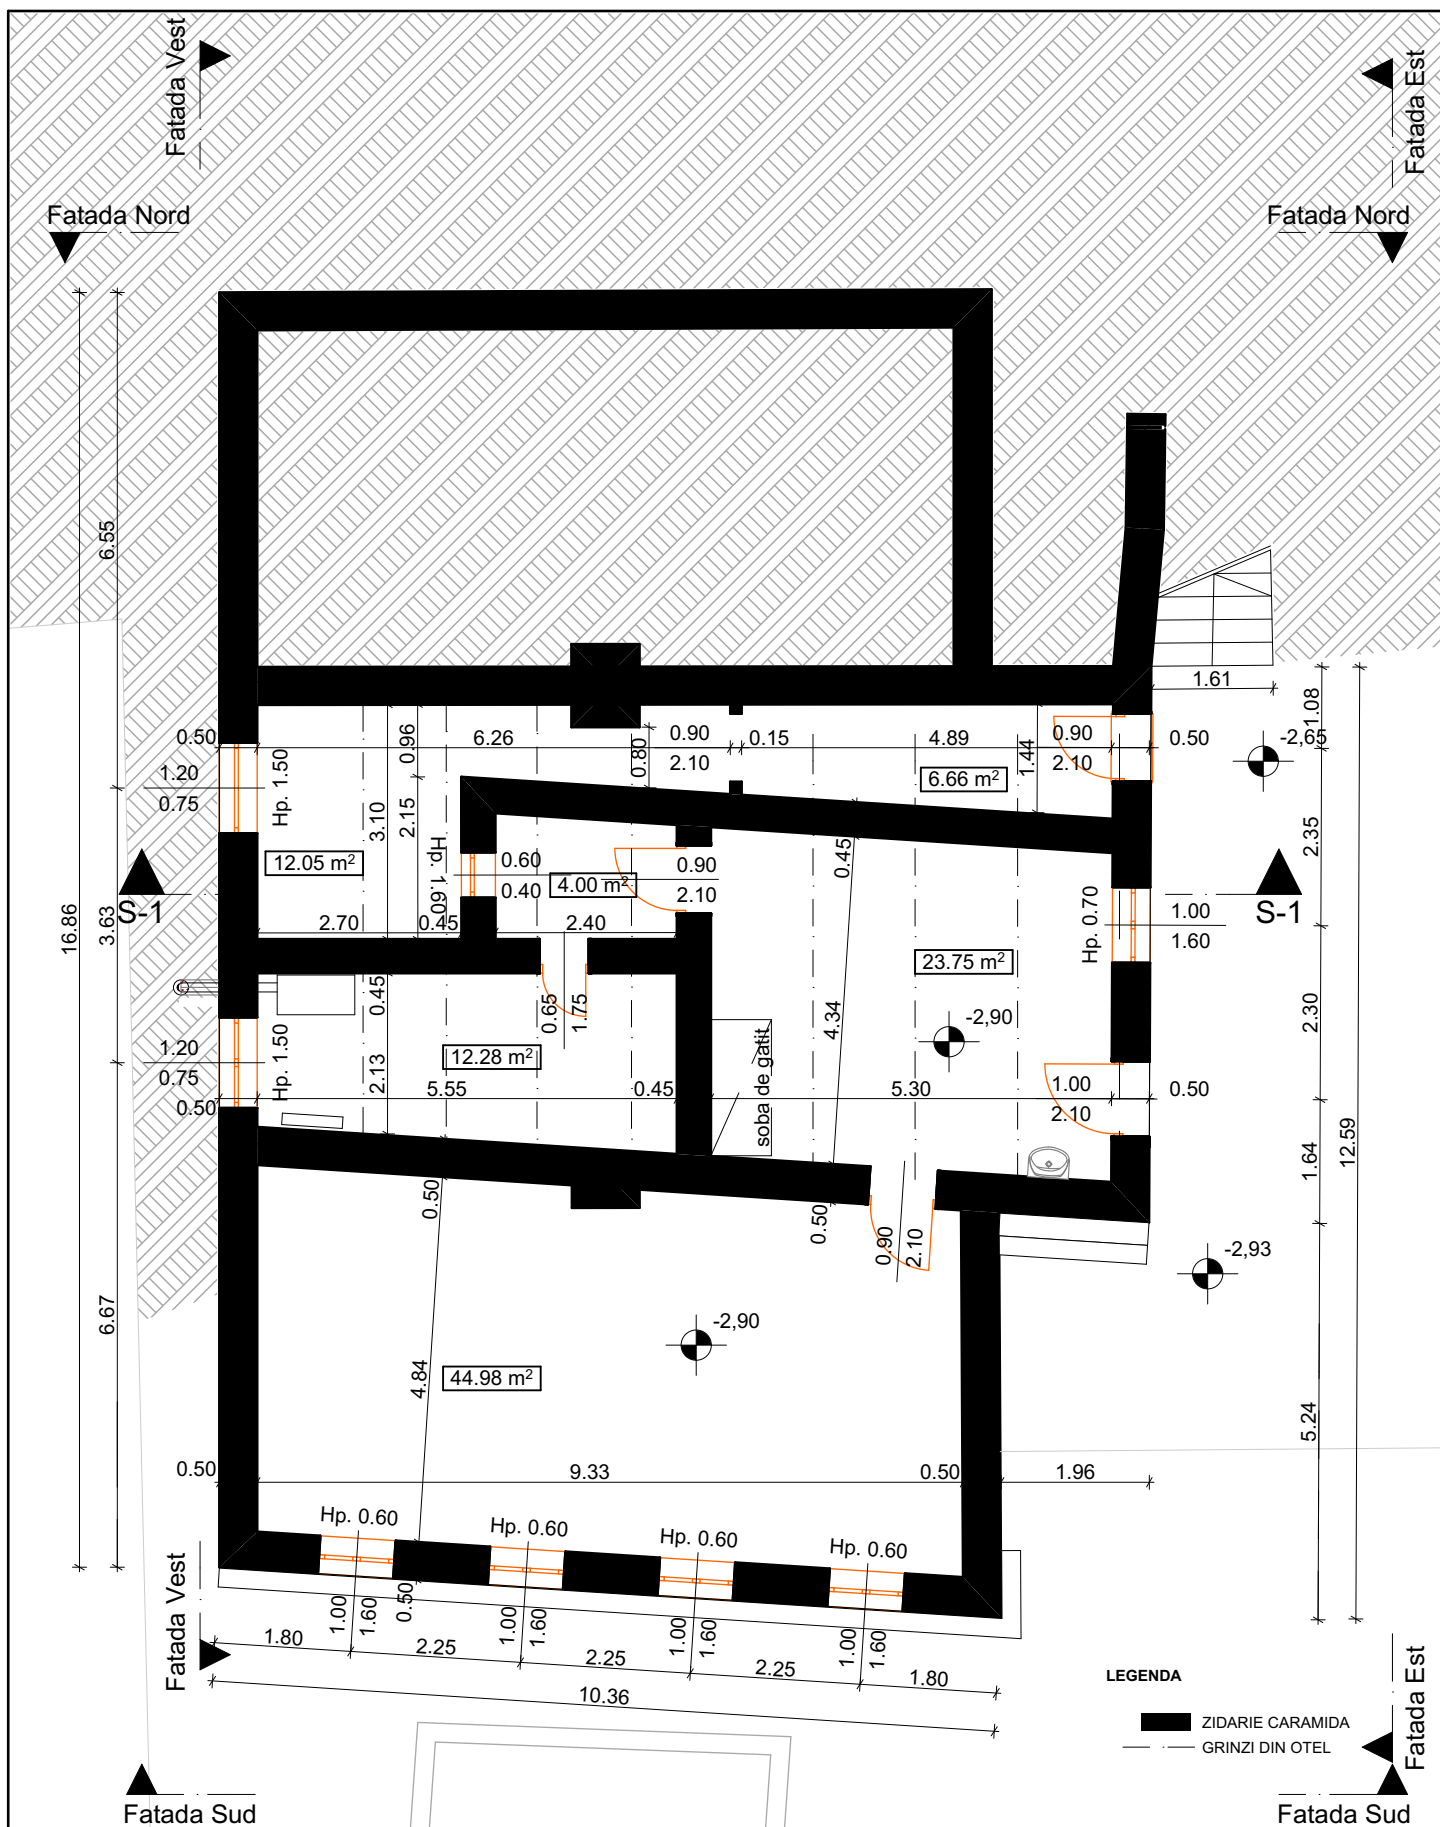 Fatada Vest
Fatada Est
Fatada Nord
Fatada Nord
6.55
16.86
3.63
6.67
1.61
1.08
-2,65
0.50
6.26
0.96
0.80
0.90
2.10
0.15
4.89
1.44
0.90
2.10
0.50
1.20
0.75
Hp. 1.50
3.10
2.15
6.66 m²
2.35
12.05 m²
Hp. 1.60
0.60
0.40
4.00 m²
0.90
2.10
0.45
S-1
S-1
2.70
0.45
2.40
Hp. 0.70
1.00
1.60
23.75 m²
0.45
0.65
1.75
4.34
-2,90
2.30
1.20
0.75
Hp. 1.50
2.13
12.28 m²
soba de gatit
0.50
5.55
0.45
5.30
1.00
2.10
0.50
1.64
12.59
0.50
0.50
0.90
2.10
-2,93
-2,90
4.84
44.98 m²
5.24
0.50
9.33
0.50
1.96
Hp. 0.60
Hp. 0.60
Hp. 0.60
Hp. 0.60
1.00
1.60
0.50
1.00
1.60
1.00
1.60
1.00
1.60
Fatada Vest
1.80
2.25
2.25
2.25
1.80
10.36
Fatada Est
LEGENDA
ZIDARIE CARAMIDA
GRINZI DIN OTEL
Fatada Sud
Fatada Sud